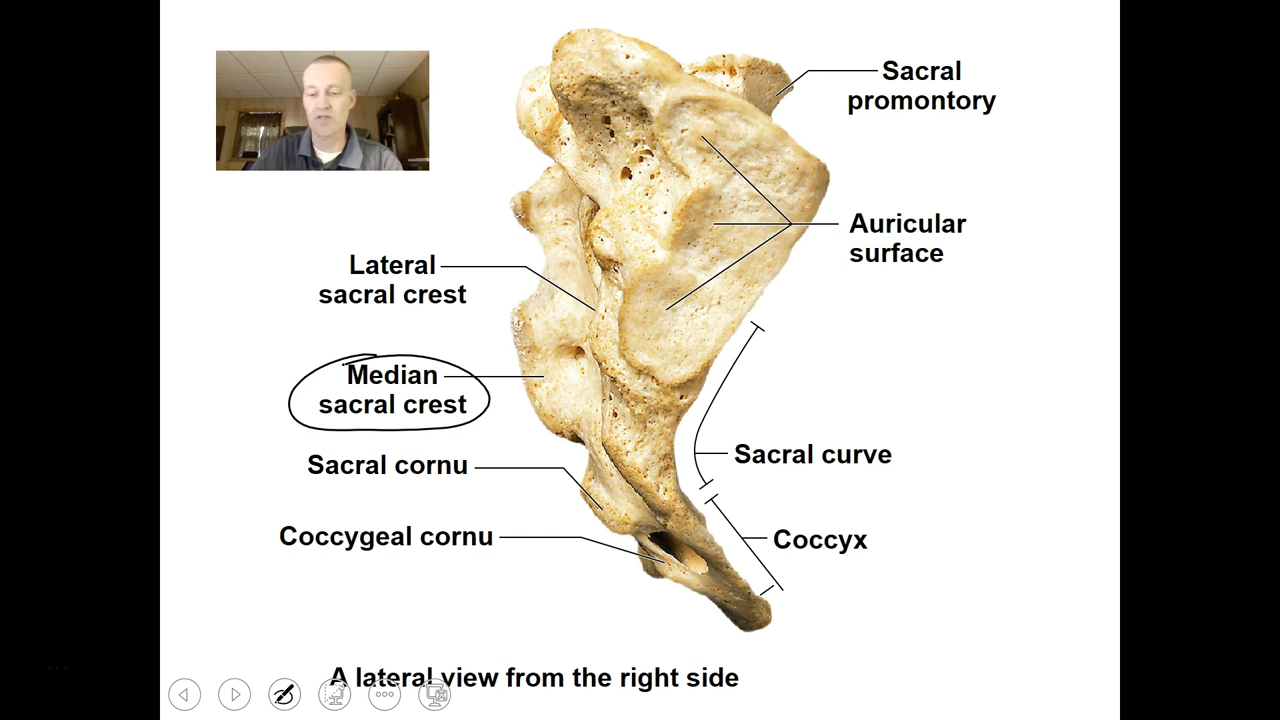 Sacral
promontory
Auricular
surface
Lateral
sacral crest
Median
sacral crest
Sacral curve
Sacral cornu
Coccygeal cornu
Coccyx
A lateral view from the right side